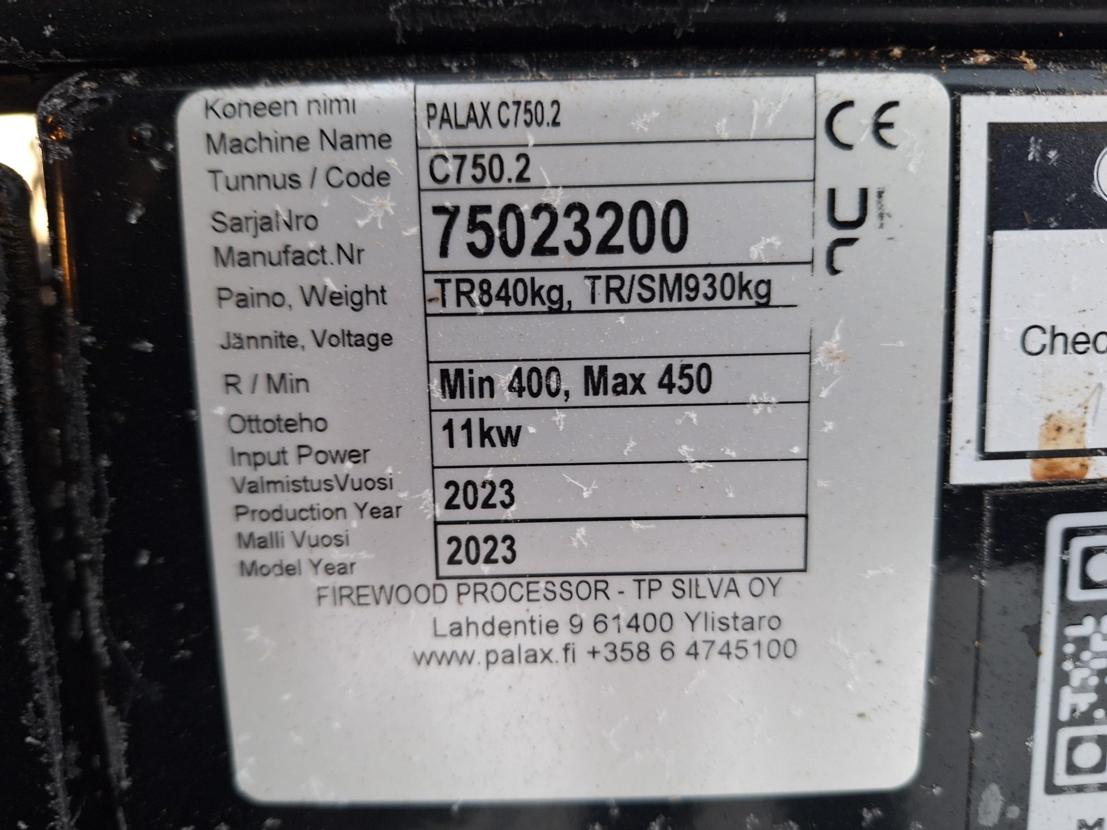 Koneen nimi
Machine Name
PALAX C750.2
Tunnus / Code
C750.2
SarjaNro
Manufact.Nr
75023200
Paino, Weight
TR840kg, TR/SM930kg
Jännite, Voltage
R / Min
Min 400, Max 450
Ottoteho
Input Power
11kw
ValmistusVuosi
Production Year
2023
Malli Vuosi
Model Year
2023
FIREWOOD PROCESSOR - TP SILVA OY
Lahdentie 9 61400 Ylistaro
www.palax.fi +358 6 4745100
CE
UC
Chec
M